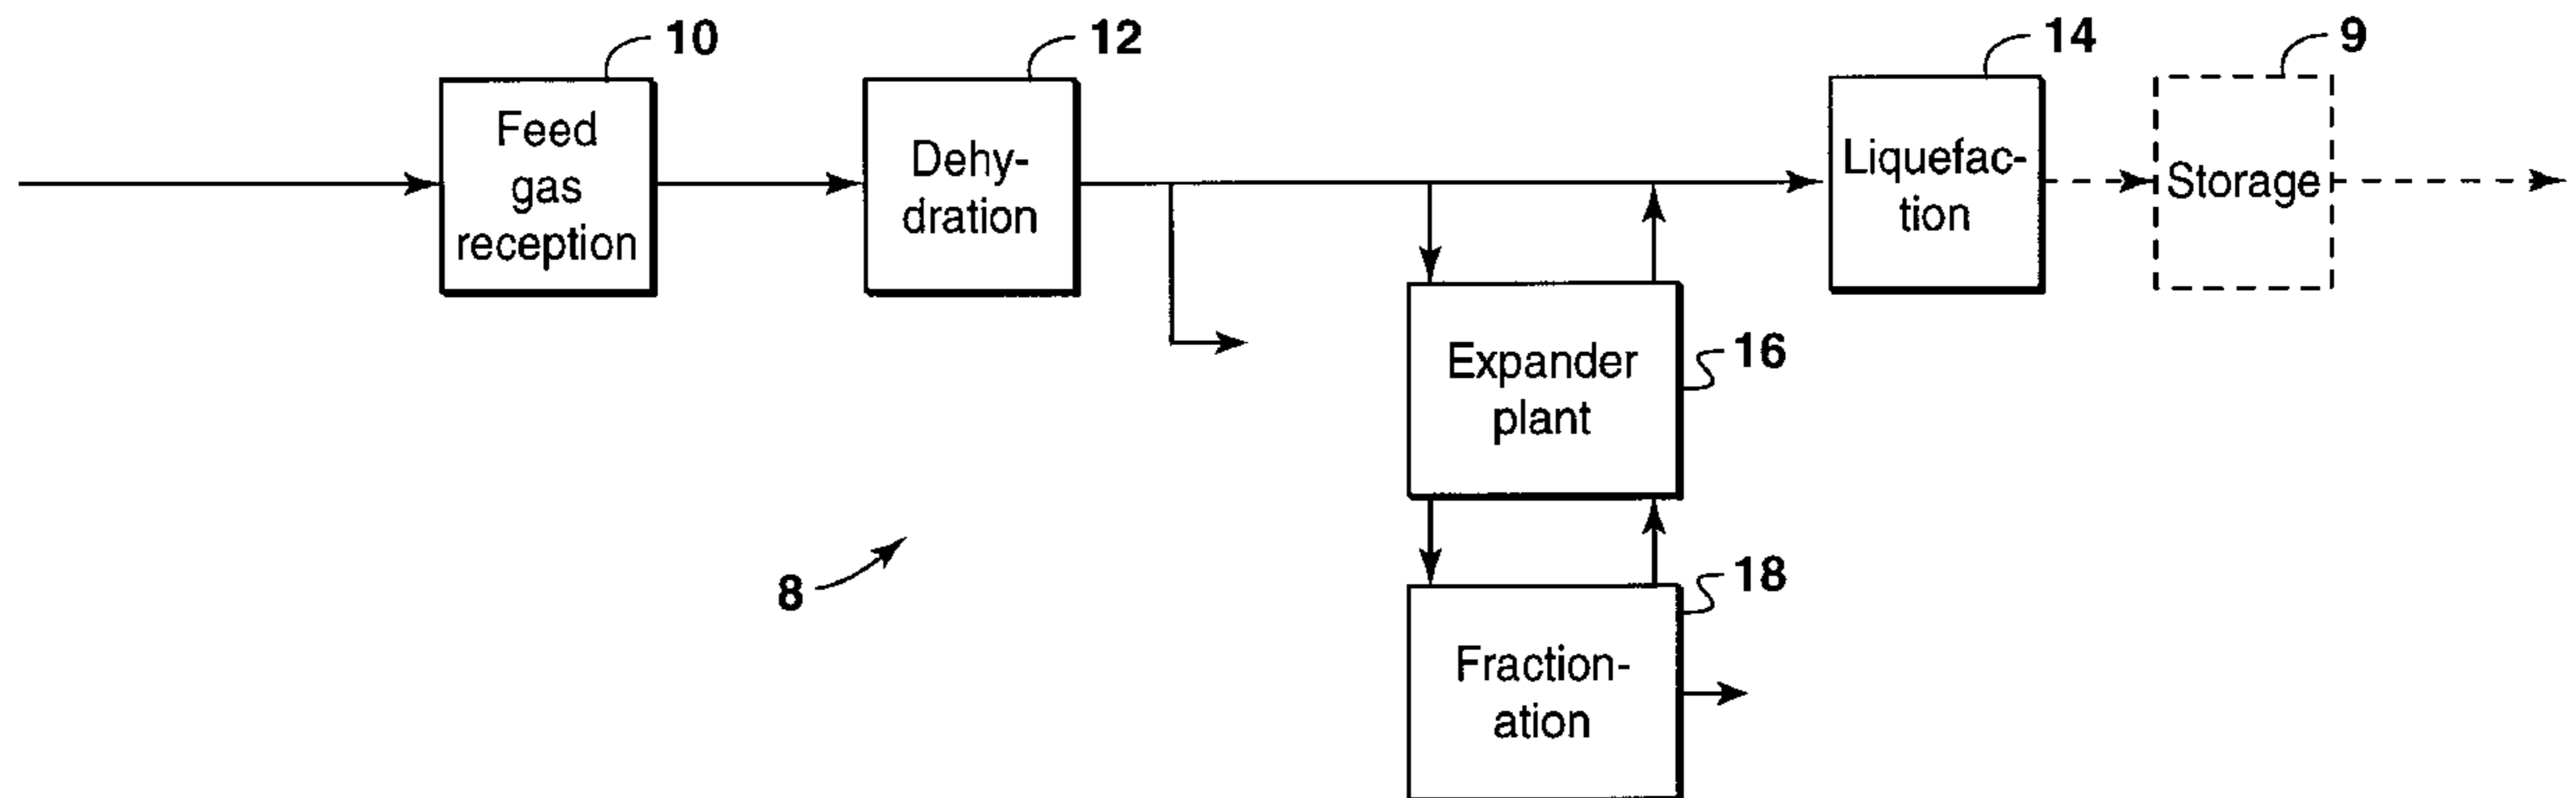 10
12
14
9
Feed
gas
reception
Dehy-
dration
Liquefac-
tion
Storage
Expander
plant
16
8
18
Fraction-
ation